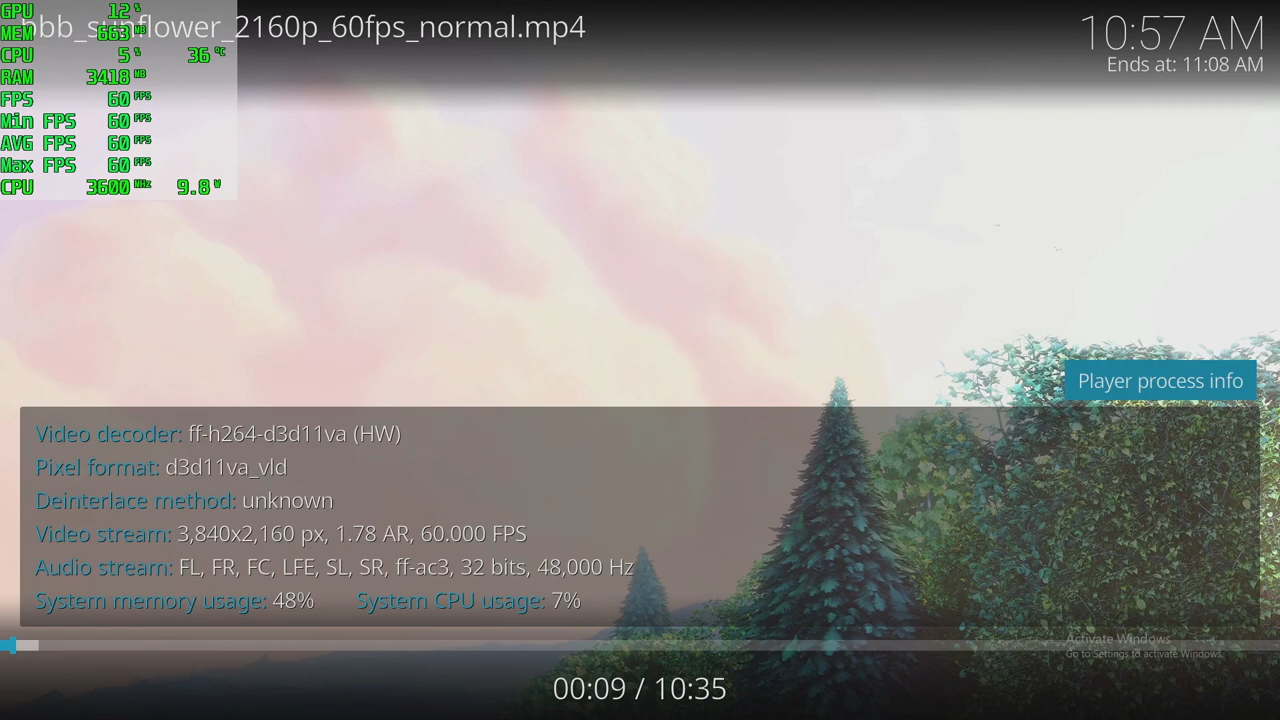 bbb_sunflower_2160p_60fps_normal.mp4
10:57 AM
Ends at: 11:08 AM
GPU 12 %
MEM 663 MB
CPU 5 % 36 °C
RAM 3418 MB
FPS 60 FPS
Min FPS 60 FPS
AVG FPS 60 FPS
Max FPS 60 FPS
CPU 3600 MHz 9.8 W
Player process info
Video decoder: ff-h264-d3d11va (HW)
Pixel format: d3d11va_vld
Deinterlace method: unknown
Video stream: 3,840x2,160 px, 1.78 AR, 60.000 FPS
Audio stream: FL, FR, FC, LFE, SL, SR, ff-ac3, 32 bits, 48,000 Hz
System memory usage: 48% System CPU usage: 7%
Activate Windows
Go to Settings to activate Windows.
00:09 / 10:35